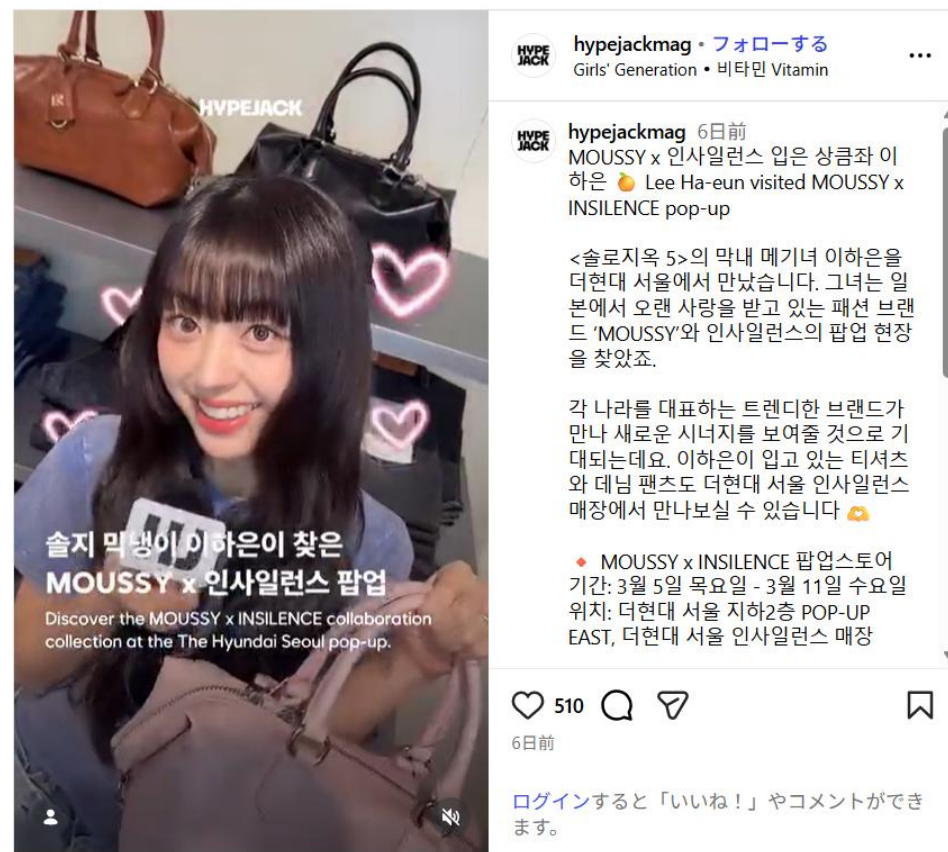 HYPEJACK
솔지 막냉이 이하은이 찾은
MOUSSY x 인사일런스 팝업
Discover the MOUSSY x INSILENCE collaboration
collection at the The Hyundai Seoul pop-up.
HYPE
JACK
hypejackmag • フォローする
Girls' Generation • 비타민 Vitamin
HYPE
JACK
hypejackmag 6日前
MOUSSY x 인사일런스 입은 상큼좌 이
하은 🍊 Lee Ha-eun visited MOUSSY x
INSILENCE pop-up
<솔로지옥 5>의 막내 메기녀 이하은을
더현대 서울에서 만났습니다. 그녀는 일
본에서 오랜 사랑을 받고 있는 패션 브랜
드 ‘MOUSSY’와 인사일런스의 팝업 현장
을 찾았죠.
각 나라를 대표하는 트렌디한 브랜드가
만나 새로운 시너지를 보여줄 것으로 기
대되는데요. 이하은이 입고 있는 티셔츠
와 데님 팬츠도 더현대 서울 인사일런스
매장에서 만나보실 수 있습니다 🫶
🔸 MOUSSY x INSILENCE 팝업스토어
기간: 3월 5일 목요일 - 3월 11일 수요일
위치: 더현대 서울 지하2층 POP-UP
EAST, 더현대 서울 인사일런스 매장
510
6日前
ログインすると「いいね！」やコメントができ
ます。